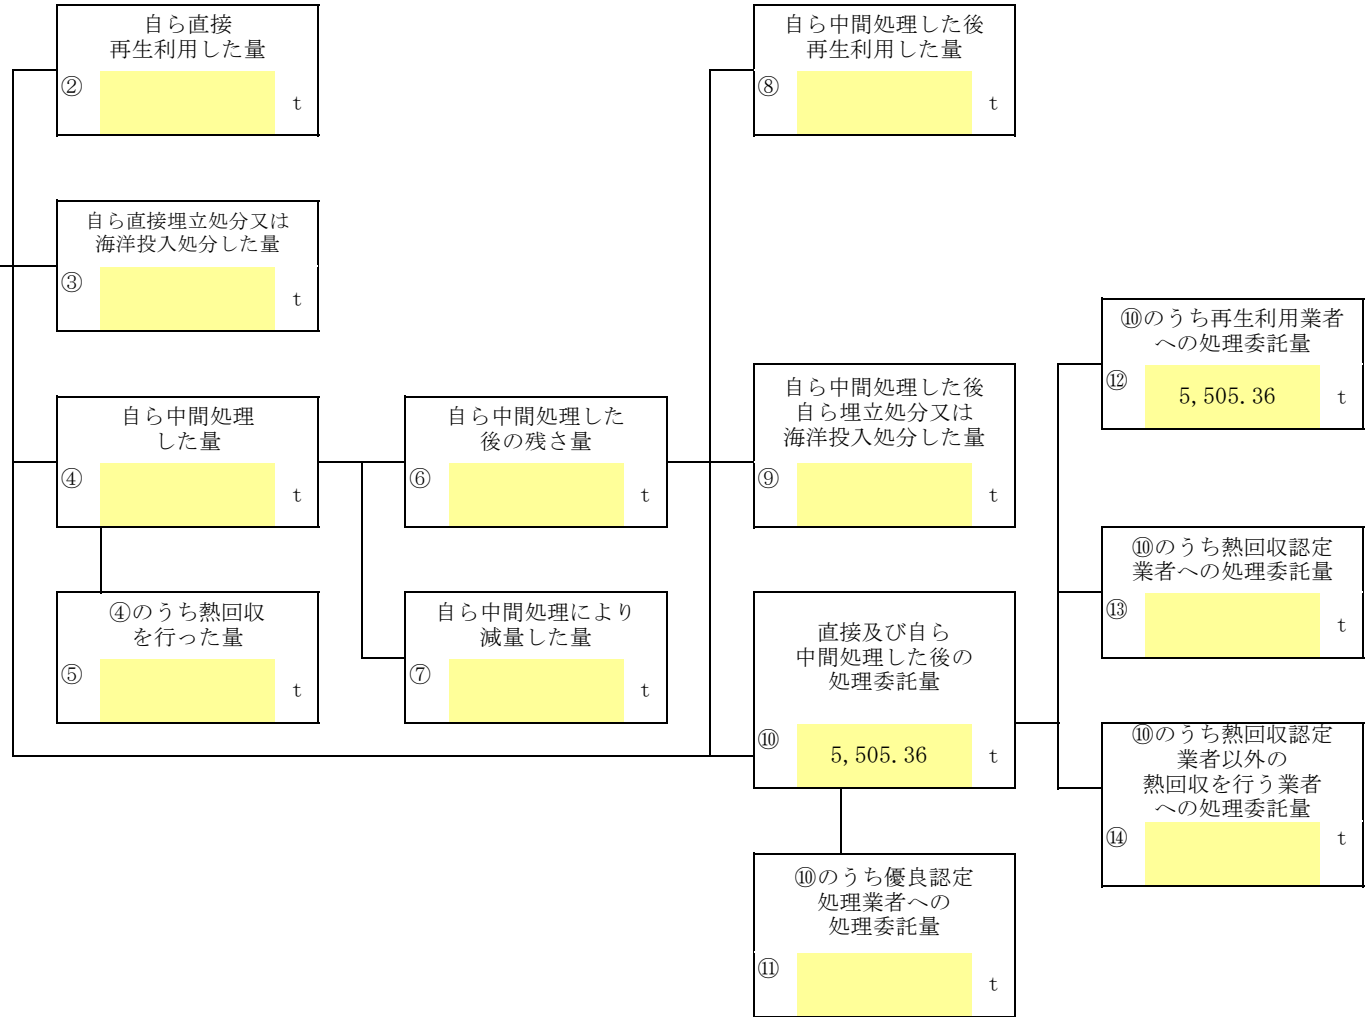 自ら直接
再生利用した量
②
t
自ら中間処理した後
再生利用した量
⑧
t
自ら直接埋立処分又は
海洋投入処分した量
③
t
⑩のうち再生利用業者
への処理委託量
⑫
5,505.36
t
自ら中間処理
した量
④
t
自ら中間処理した
後の残さ量
⑥
t
自ら中間処理した後
自ら埋立処分又は
海洋投入処分した量
⑨
t
⑩のうち熱回収認定
業者への処理委託量
⑬
t
④のうち熱回収
を行った量
⑤
t
自ら中間処理により
減量した量
⑦
t
直接及び自ら
中間処理した後の
処理委託量
⑩
5,505.36
t
⑩のうち熱回収認定
業者以外の
熱回収を行う業者
への処理委託量
⑭
t
⑩のうち優良認定
処理業者への
処理委託量
⑪
t